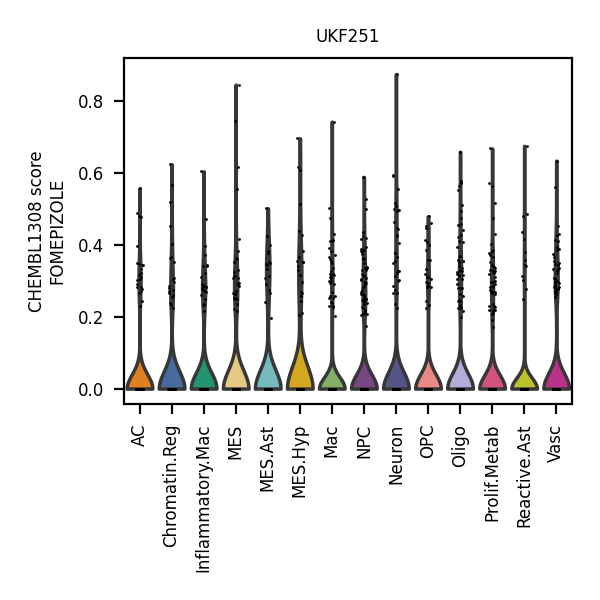 UKF251
CHEMBL1308 score
FOMEPIZOLE
0.8
0.6
0.4
0.2
0.0
AC
Chromatin.Reg
Inflammatory.Mac
MES
MES.Ast
MES.Hyp
Mac
NPC
Neuron
OPC
Oligo
Prolif.Metab
Reactive.Ast
Vasc